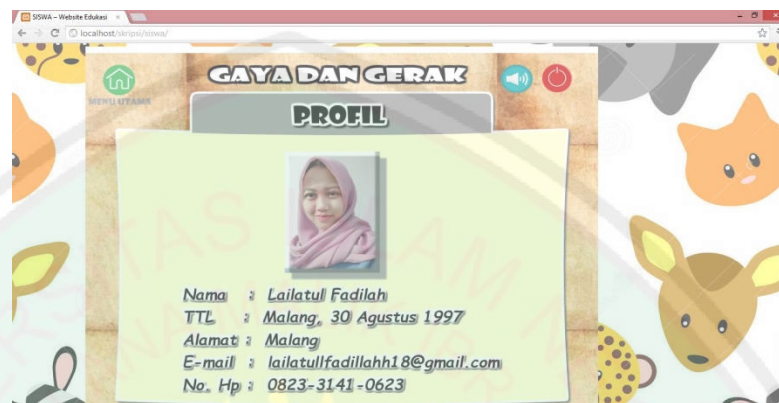 SISWA – Website Edukasi
localhost/skripsi/siswa/
GAYA DAN GERAK
MENU UTAMA
PROFIL
Nama : Lailatul Fadilah
TTL : Malang, 30 Agustus 1997
Alamat : Malang
E-mail : lailatullfadillahh18@gmail.com
No. Hp : 0823-3141-0623